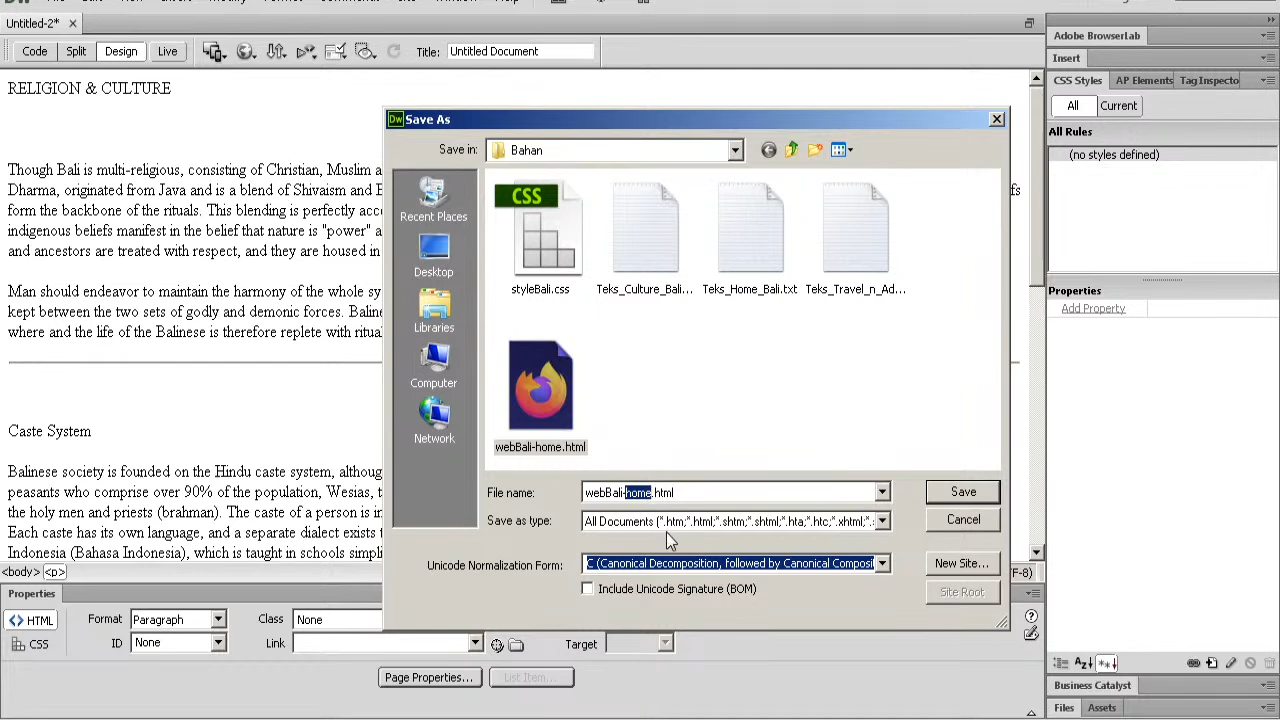 Untitled-2*
Code Split Design Live Title: Untitled Document
Adobe BrowserLab
Insert
CSS Styles AP Elements Tag Inspecto
All Current
All Rules
(no styles defined)
Properties
Add Property
RELIGION & CULTURE
Though Bali is multi-religious, consisting of Christian, Muslim a
Dharma, originated from Java and is a blend of Shivaism and B
form the backbone of the rituals. This blending is perfectly acc
indigenous beliefs manifest in the belief that nature is "power" a
and ancestors are treated with respect, and they are housed in
Man should endeavor to maintain the harmony of the whole sy
kept between the two sets of godly and demonic forces. Baline
where and the life of the Balinese is therefore replete with ritual
Caste System
Balinese society is founded on the Hindu caste system, althoug
peasants who comprise over 90% of the population, Wesias, t
the holy men and priests (brahman). The caste of a person is in
Each caste has its own language, and a separate dialect exists t
Indonesia (Bahasa Indonesia), which is taught in schools simpli
Dw Save As
Save in: Bahan
Recent Places
Desktop
Libraries
Computer
Network
CSS
styleBali.css Teks_Culture_Bali... Teks_Home_Bali.txt Teks_Travel_n_Ad...
webBali-home.html
File name: webBali-home.html Save
Save as type: All Documents (*.htm;*.html;*.shtm;*.shtml;*.hta;*.htc;*.xhtml;*. Cancel
Unicode Normalization Form: C (Canonical Decomposition, followed by Canonical Composit New Site...
Include Unicode Signature (BOM) Site Root
<body> <p>
F-8)
Properties
<> HTML Format Paragraph Class None
CSS ID None Link Target
Page Properties... List Item...
Business Catalyst
Files Assets